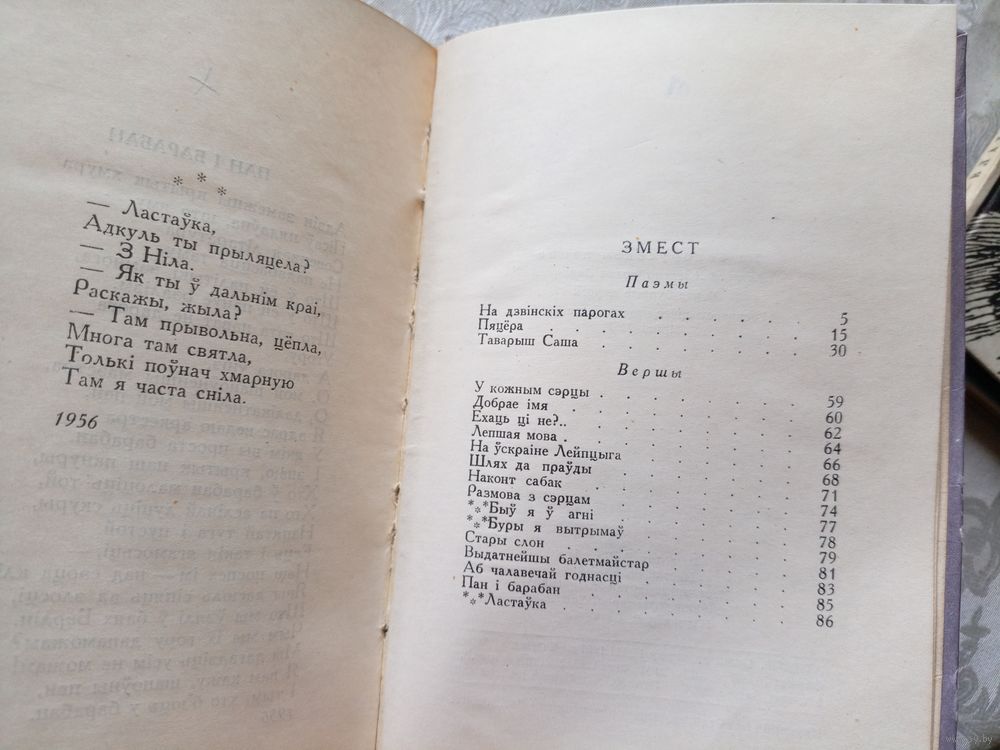 * * *
— Ластаўка,
Адкуль ты прыляцела?
— З Ніла.
— Як ты ў дальнім краі,
Раскажы, жыла?
— Там прывольна, цёпла,
Многа там святла,
Толькі поўнач хмарную
Там я часта сніла.
1956
ЗМЕСТ
Паэмы
На дзвінскіх парогах . . . . . . 5
Пяцёра . . . . . . . . 15
Таварыш Саша . . . . . . . 30
Вершы
У кожным сэрцы . . . . . . . 59
Добрае імя . . . . . . . 60
Ехаць ці не?.. . . . . . . 62
Лепшая мова . . . . . . . 64
На ўскраіне Лейпцыга . . . . . . 66
Шлях да праўды . . . . . . 68
Наконт сабак . . . . . . . 71
Размова з сэрцам . . . . . . 74
*⁎*Быў я ў агні . . . . . . 77
*⁎*Буры я вытрымаў . . . . . . 78
Стары слон . . . . . . . 79
Выдатнейшы балетмайстар . . . . . 81
Аб чалавечай годнасці . . . . . . 83
Пан і барабан . . . . . . . 85
*⁎*Ластаўка . . . . . . . 86